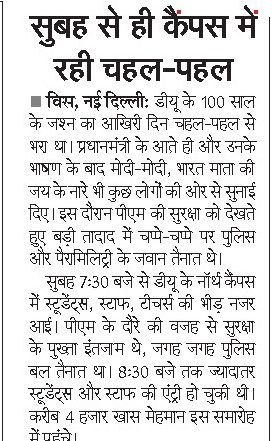 सुबह से ही कैंपस में
रही चहल-पहल
■ विस, नई दिल्ली: डीयू के 100 साल
के जश्न का आखिरी दिन चहल-पहल से
भरा था। प्रधानमंत्री के आते ही और उनके
भाषण के बाद मोदी-मोदी, भारत माता की
जय के नारे भी कुछ लोगों की ओर से सुनाई
दिए। इस दौरान पीएम की सुरक्षा को देखते
हुए बड़ी तादाद में चप्पे-चप्पे पर पुलिस
और पैरामिलिट्री के जवान तैनात थे।
सुबह 7:30 बजे से डीयू के नॉर्थ कैंपस
में स्टूडेंट्स, स्टाफ, टीचर्स की भीड़ नजर
आई। पीएम के दौरे की वजह से सुरक्षा
के पुख्ता इंतजाम थे, जगह जगह पुलिस
बल तैनात था। 8:30 बजे तक ज्यादातर
स्टूडेंट्स और स्टाफ की एंट्री हो चुकी थी।
करीब 4 हजार खास मेहमान इस समारोह
में पहुंचे।